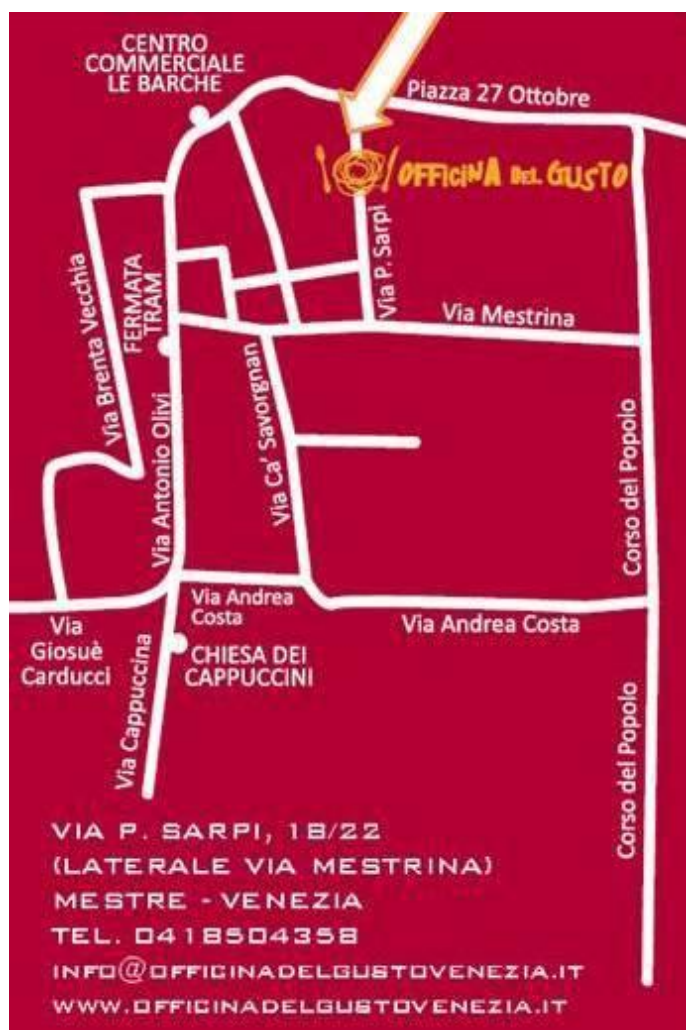 CENTRO
COMMERCIALE
LE BARCHE
Piazza 27 Ottobre
OFFICINA DEL GUSTO
Via P. Sarpi
Via Brenta Vecchia
FERMATA
TRAM
Via Mestrina
Via Antonio Olivi
Via Ca' Savorgnan
Corso del Popolo
Via Andrea
Costa
Via Andrea Costa
Via
Giosuè
Carducci
CHIESA DEI
CAPPUCCINI
Via Cappuccina
Corso del Popolo
VIA P. SARPI, 18/22
(LATERALE VIA MESTRINA)
MESTRE - VENEZIA
TEL. 0418504358
INFO@OFFICINADELGUSTOVENEZIA.IT
WWW.OFFICINADELGUSTOVENEZIA.IT